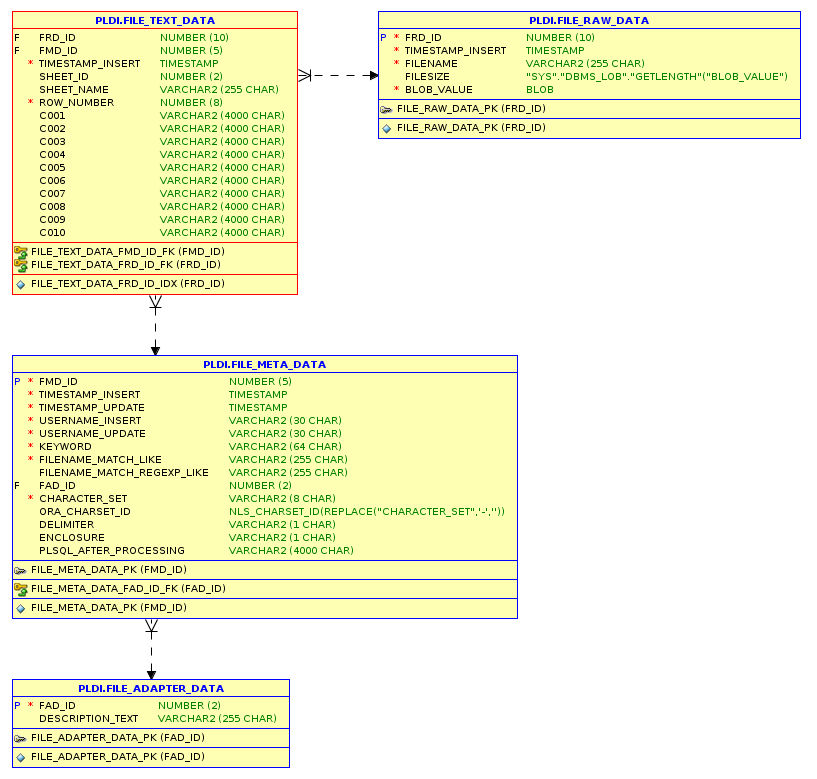 PLDI.FILE_TEXT_DATA
F FRD_ID NUMBER (10)
F FMD_ID NUMBER (5)
* TIMESTAMP_INSERT TIMESTAMP
SHEET_ID NUMBER (2)
SHEET_NAME VARCHAR2 (255 CHAR)
* ROW_NUMBER NUMBER (8)
C001 VARCHAR2 (4000 CHAR)
C002 VARCHAR2 (4000 CHAR)
C003 VARCHAR2 (4000 CHAR)
C004 VARCHAR2 (4000 CHAR)
C005 VARCHAR2 (4000 CHAR)
C006 VARCHAR2 (4000 CHAR)
C007 VARCHAR2 (4000 CHAR)
C008 VARCHAR2 (4000 CHAR)
C009 VARCHAR2 (4000 CHAR)
C010 VARCHAR2 (4000 CHAR)
FILE_TEXT_DATA_FMD_ID_FK (FMD_ID)
FILE_TEXT_DATA_FRD_ID_FK (FRD_ID)
FILE_TEXT_DATA_FRD_ID_IDX (FRD_ID)
PLDI.FILE_RAW_DATA
P * FRD_ID NUMBER (10)
* TIMESTAMP_INSERT TIMESTAMP
* FILENAME VARCHAR2 (255 CHAR)
FILESIZE "SYS"."DBMS_LOB"."GETLENGTH"("BLOB_VALUE")
* BLOB_VALUE BLOB
FILE_RAW_DATA_PK (FRD_ID)
FILE_RAW_DATA_PK (FRD_ID)
PLDI.FILE_META_DATA
P * FMD_ID NUMBER (5)
* TIMESTAMP_INSERT TIMESTAMP
* TIMESTAMP_UPDATE TIMESTAMP
* USERNAME_INSERT VARCHAR2 (30 CHAR)
* USERNAME_UPDATE VARCHAR2 (30 CHAR)
* KEYWORD VARCHAR2 (64 CHAR)
* FILENAME_MATCH_LIKE VARCHAR2 (255 CHAR)
FILENAME_MATCH_REGEXP_LIKE VARCHAR2 (255 CHAR)
F FAD_ID NUMBER (2)
* CHARACTER_SET VARCHAR2 (8 CHAR)
ORA_CHARSET_ID NLS_CHARSET_ID(REPLACE("CHARACTER_SET",'-',''))
DELIMITER VARCHAR2 (1 CHAR)
ENCLOSURE VARCHAR2 (1 CHAR)
PLSQL_AFTER_PROCESSING VARCHAR2 (4000 CHAR)
FILE_META_DATA_PK (FMD_ID)
FILE_META_DATA_FAD_ID_FK (FAD_ID)
FILE_META_DATA_PK (FMD_ID)
PLDI.FILE_ADAPTER_DATA
P * FAD_ID NUMBER (2)
DESCRIPTION_TEXT VARCHAR2 (255 CHAR)
FILE_ADAPTER_DATA_PK (FAD_ID)
FILE_ADAPTER_DATA_PK (FAD_ID)